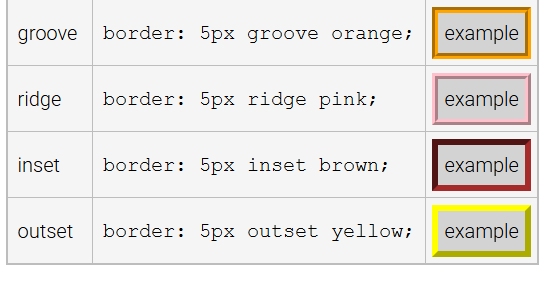 groove border: 5px groove orange; example
ridge border: 5px ridge pink; example
inset border: 5px inset brown; example
outset border: 5px outset yellow; example